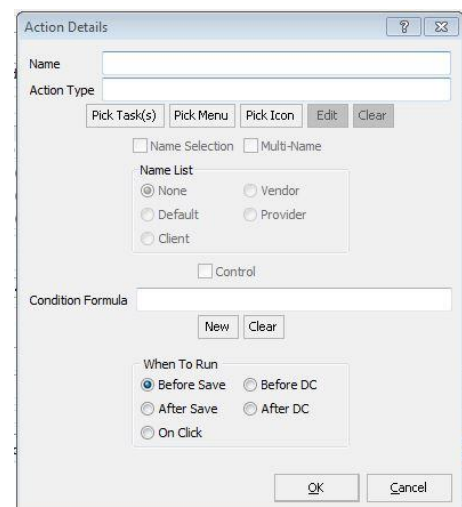 Action Details
Name
Action Type
Pick Task(s) Pick Menu Pick Icon Edit Clear
Name Selection Multi-Name
Name List
None Vendor
Default Provider
Client
Control
Condition Formula
New Clear
When To Run
Before Save Before DC
After Save After DC
On Click
OK Cancel